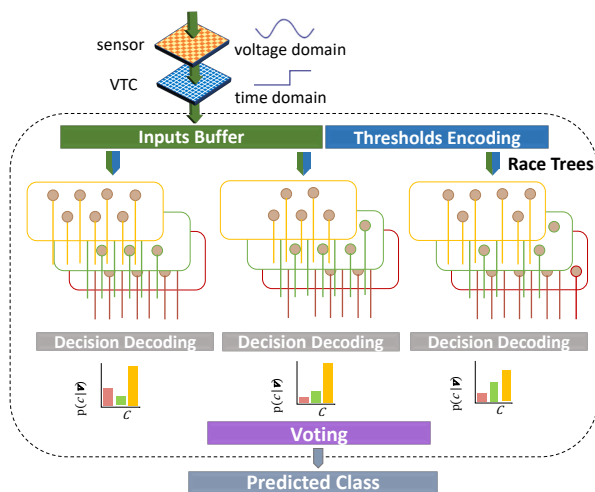 sensor
voltage domain
VTC
time domain
Inputs Buffer
Thresholds Encoding
Race Trees
Decision Decoding
Decision Decoding
Decision Decoding
p(c|
C
p(c|
C
p(c|
C
Voting
Predicted Class